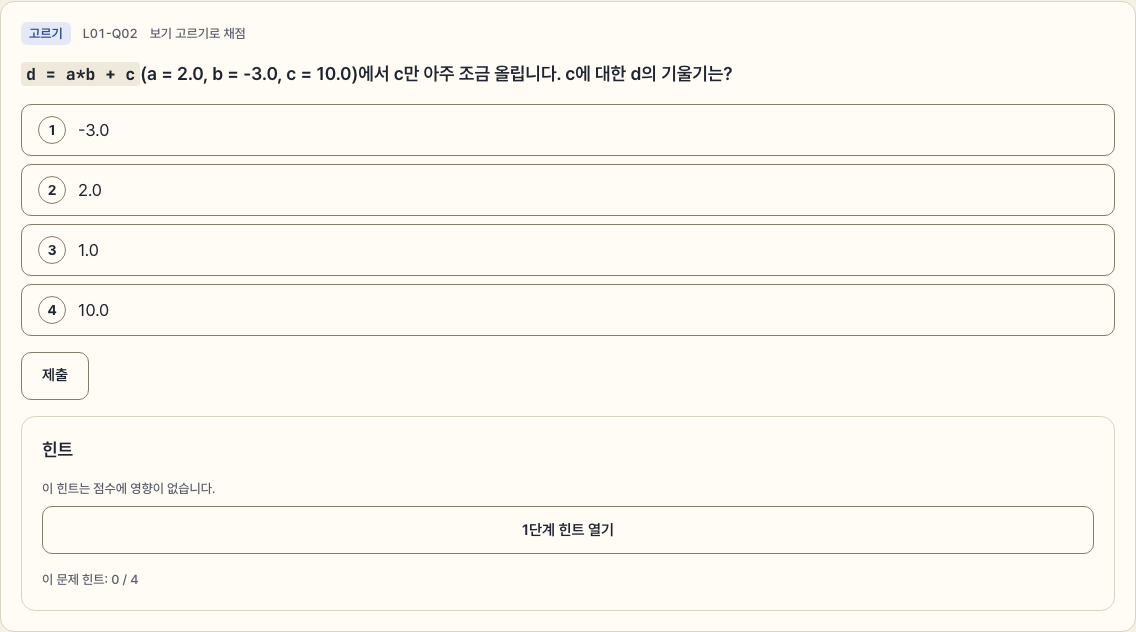 고르기 L01-Q02 보기 고르기로 채점
d = a*b + c (a = 2.0, b = -3.0, c = 10.0)에서 c만 아주 조금 올립니다. c에 대한 d의 기울기는?
1 -3.0
2 2.0
3 1.0
4 10.0
제출
힌트
이 힌트는 점수에 영향이 없습니다.
1단계 힌트 열기
이 문제 힌트: 0 / 4